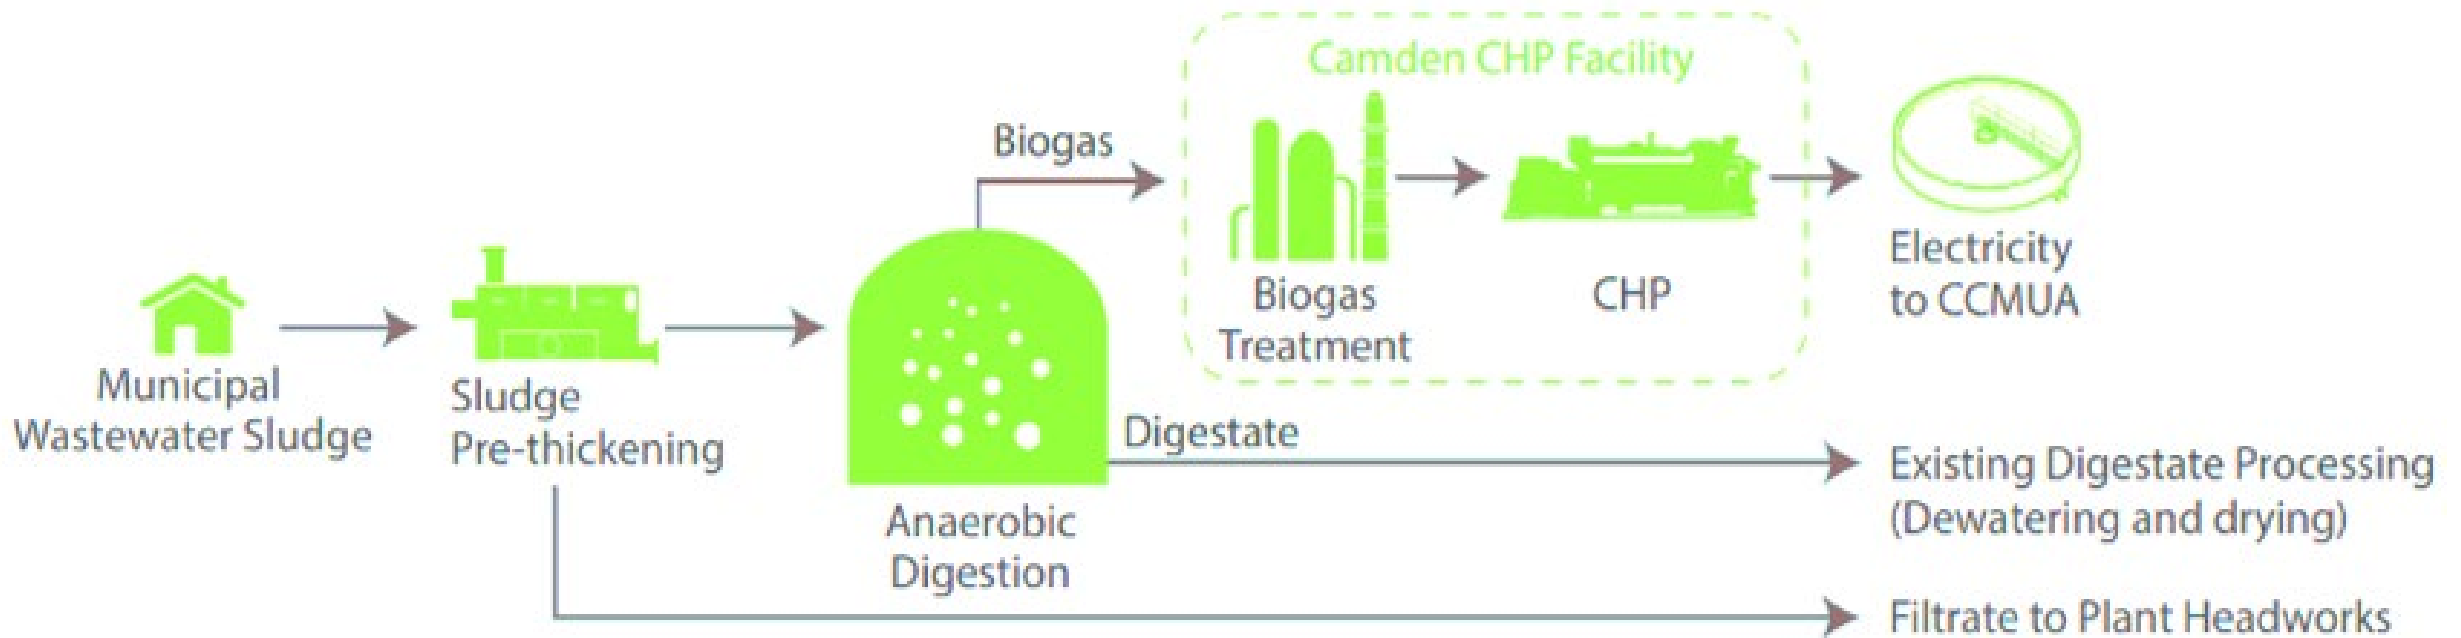 Camden CHP Facility
Biogas
Biogas
Treatment
CHP
Electricity
to CCMUA
Municipal
Wastewater Sludge
Sludge
Pre-thickening
Anaerobic
Digestion
Digestate
Existing Digestate Processing
(Dewatering and drying)
Filtrate to Plant Headworks